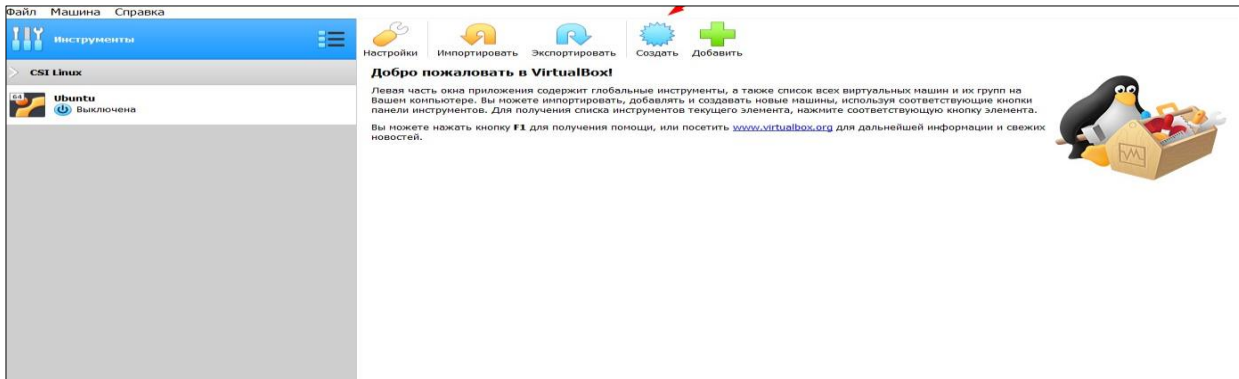 Файл Машина Справка
Инструменты
Настройки Импортировать Экспортировать Создать Добавить
CSI Linux
64 Ubuntu
Выключена
Добро пожаловать в VirtualBox!
Левая часть окна приложения содержит глобальные инструменты, а также список всех виртуальных машин и их групп на
Вашем компьютере. Вы можете импортировать, добавлять и создавать новые машины, используя соответствующие кнопки
панели инструментов. Для получения списка инструментов текущего элемента, нажмите соответствующую кнопку элемента.
Вы можете нажать кнопку F1 для получения помощи, или посетить www.virtualbox.org для дальнейшей информации и свежих
новостей.